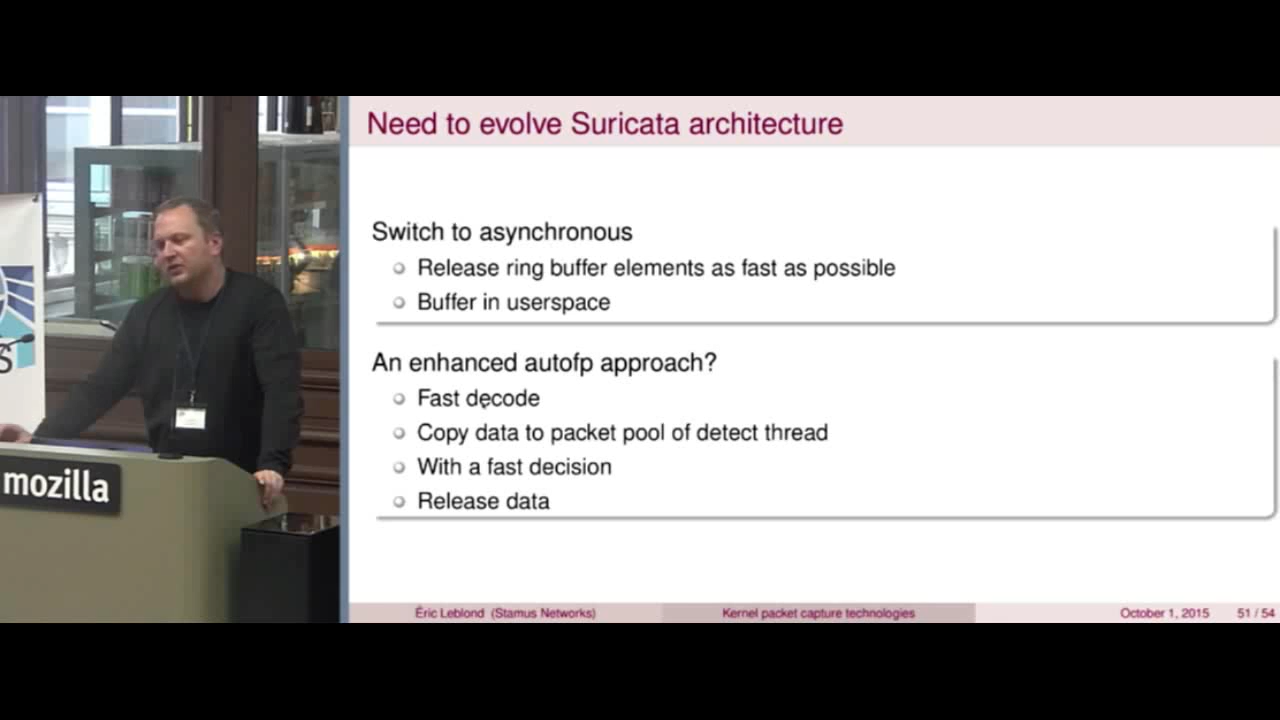 Need to evolve Suricata architecture
Switch to asynchronous
Release ring buffer elements as fast as possible
Buffer in userspace
An enhanced autofp approach?
Fast decode
Copy data to packet pool of detect thread
With a fast decision
Release data
Éric Leblond (Stamus Networks)
Kernel packet capture technologies
October 1, 2015
51 / 54
S
mozilla